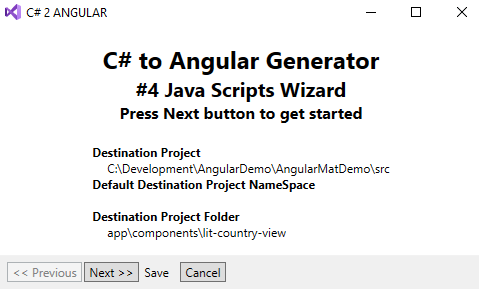 C# 2 ANGULAR
C# to Angular Generator
#4 Java Scripts Wizard
Press Next button to get started
Destination Project
C:\Development\AngularDemo\AngularMatDemo\src
Default Destination Project NameSpace
Destination Project Folder
app\components\lit-country-view
<< Previous Next >> Save Cancel